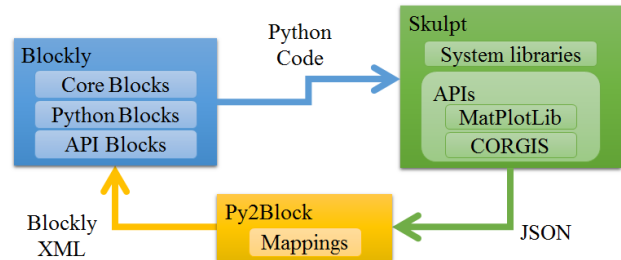 Blockly
Core Blocks
Python Blocks
API Blocks
Python
Code
Skulpt
System libraries
APIs
MatPlotLib
CORGIS
Blockly
XML
Py2Block
Mappings
JSON